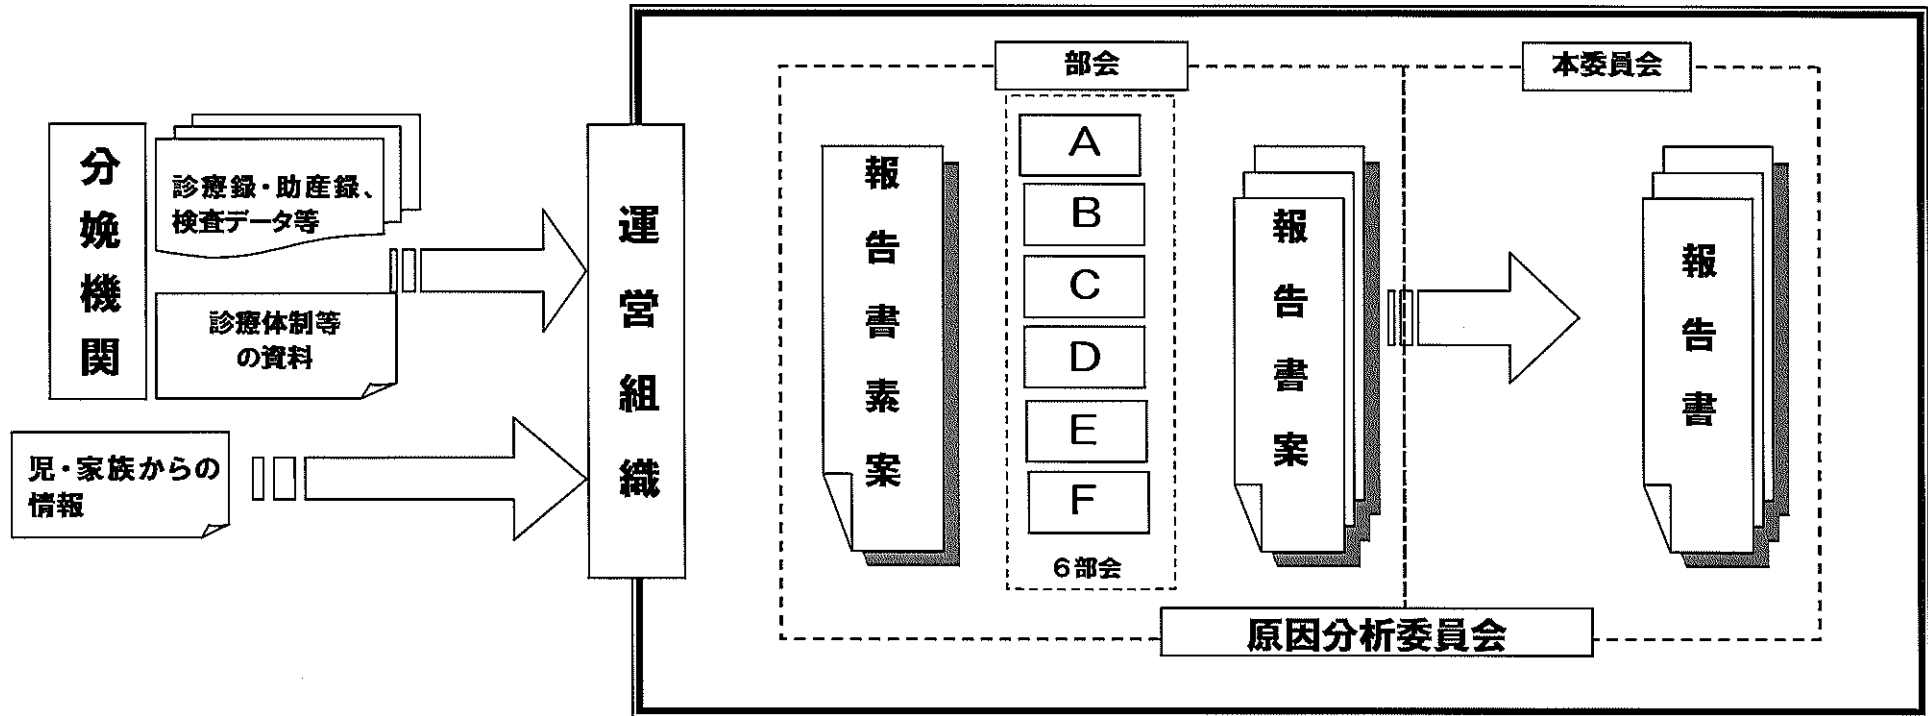 分娩機関
診療録・助産録、
検査データ等
診療体制等
の資料
児・家族からの
情報
運営組織
部会
報告書素案
A
B
C
D
E
F
6部会
報告書案
本委員会
報告書
原因分析委員会